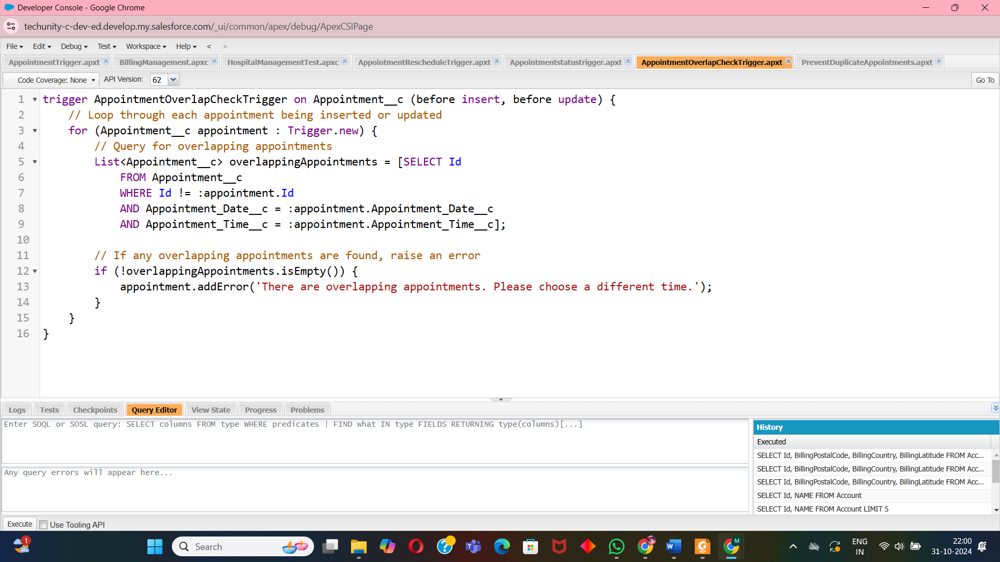 Developer Console - Google Chrome
techunity-c-dev-ed.develop.my.salesforce.com/_ui/common/apex/debug/ApexCSIPage
File Edit Debug Test Workspace Help < >
AppointmentTrigger.apxt BillingManagement.apxc HospitalManagementTest.apxc AppointmentRescheduleTrigger.apxt Appointmentstatustrigger.apxt AppointmentOverlapCheckTrigger.apxt PreventDuplicateAppointments.apxt
Code Coverage: None API Version: 62 Go To
1 trigger AppointmentOverlapCheckTrigger on Appointment__c (before insert, before update) {
2 // Loop through each appointment being inserted or updated
3 for (Appointment__c appointment : Trigger.new) {
4 // Query for overlapping appointments
5 List<Appointment__c> overlappingAppointments = [SELECT Id
6 FROM Appointment__c
7 WHERE Id != :appointment.Id
8 AND Appointment_Date__c = :appointment.Appointment_Date__c
9 AND Appointment_Time__c = :appointment.Appointment_Time__c];
10
11 // If any overlapping appointments are found, raise an error
12 if (!overlappingAppointments.isEmpty()) {
13 appointment.addError('There are overlapping appointments. Please choose a different time.');
14 }
15 }
16 }
Logs Tests Checkpoints Query Editor View State Progress Problems
Enter SOQL or SOSL query: SELECT columns FROM type WHERE predicates | FIND what IN type FIELDS RETURNING type(columns)[...]
Any query errors will appear here...
History
Executed
SELECT Id, BillingPostalCode, BillingCountry, BillingLatitude FROM Acc...
SELECT Id, BillingPostalCode, BillingCountry, BillingLatitude FROM Acc...
SELECT Id, BillingPostalCode, BillingCountry, BillingLatitude FROM Acc...
SELECT Id, NAME FROM Account
SELECT Id, NAME FROM Account LIMIT 5
Execute Use Tooling API
1
Search
M
ENG
IN
22:00
31-10-2024